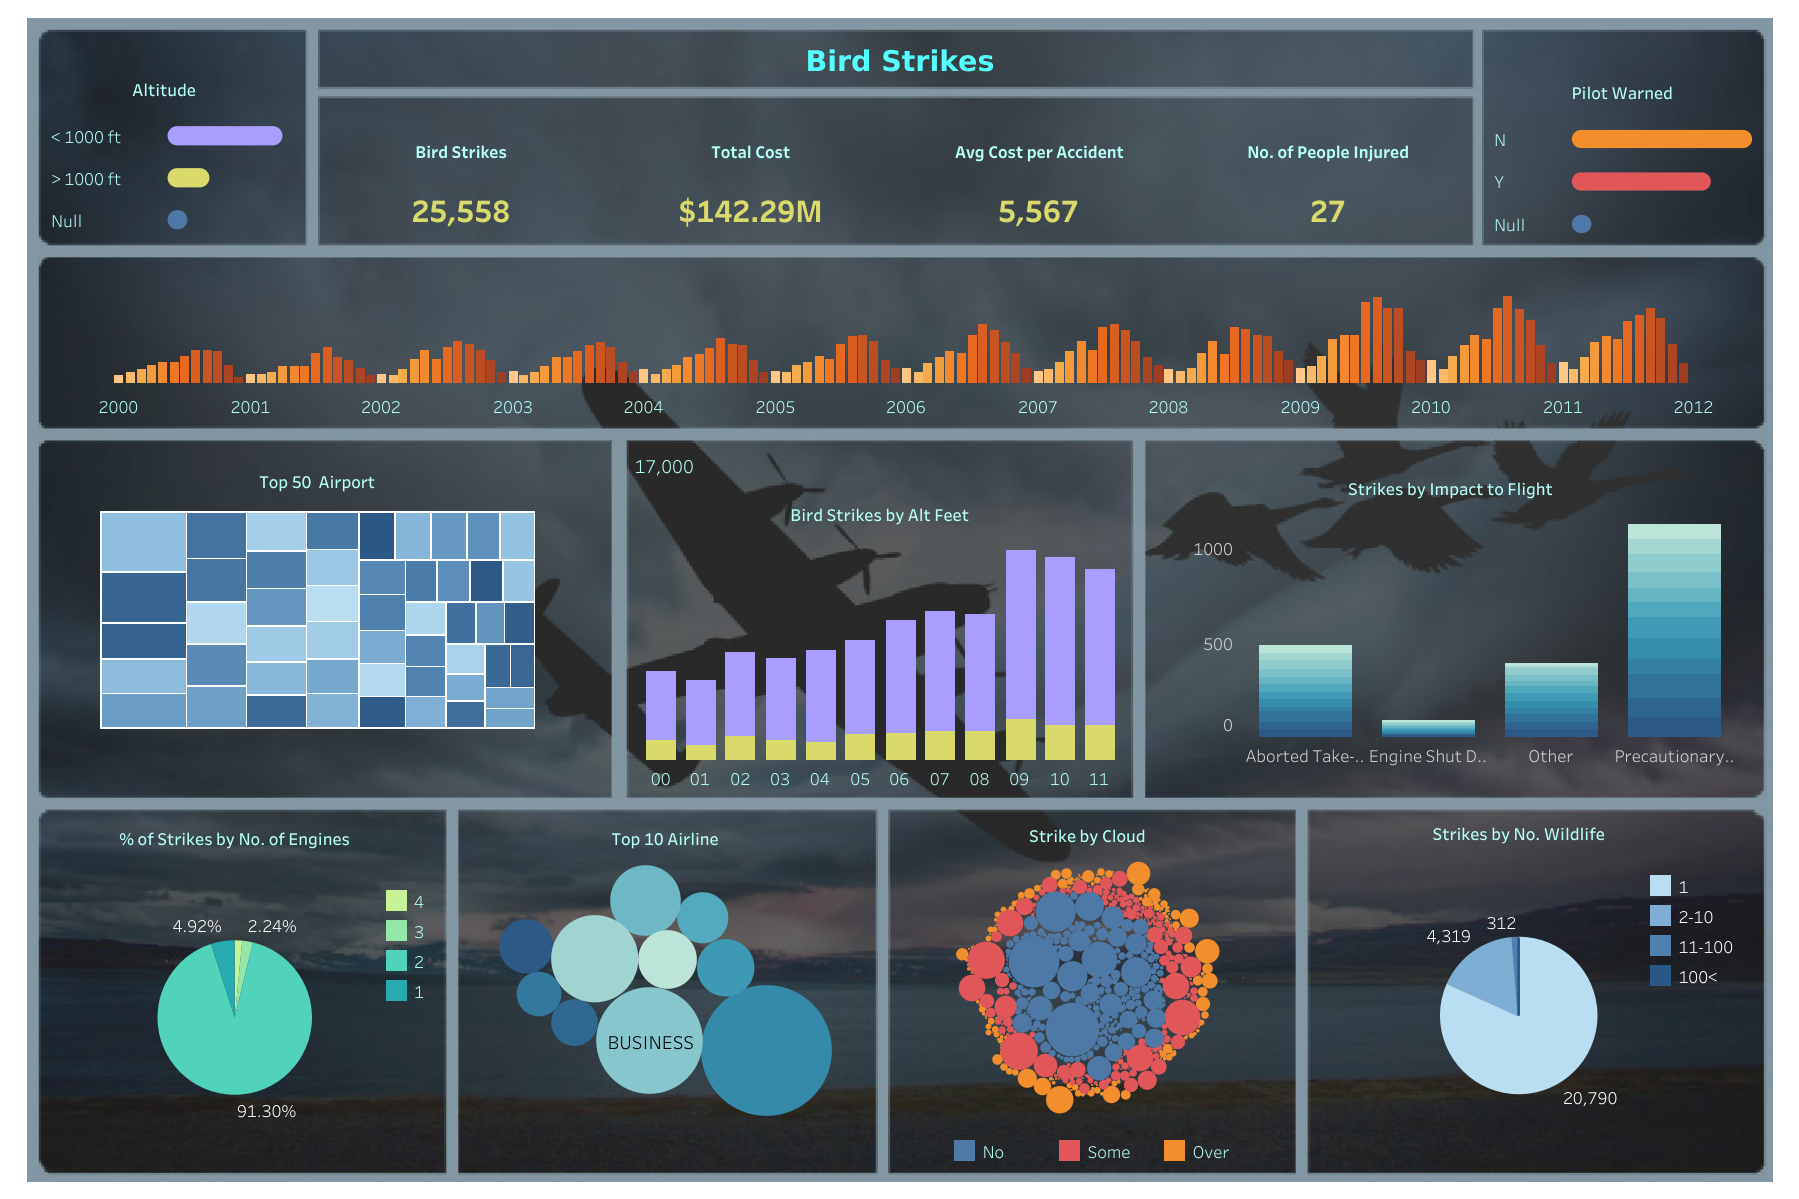 Bird Strikes
Altitude
< 1000 ft
> 1000 ft
Null
Bird Strikes
Total Cost
Avg Cost per Accident
No. of People Injured
25,558
$142.29M
5,567
27
Pilot Warned
N
Y
Null
2000 2001 2002 2003 2004 2005 2006 2007 2008 2009 2010 2011 2012
Top 50 Airport
17,000
Bird Strikes by Alt Feet
00 01 02 03 04 05 06 07 08 09 10 11
Strikes by Impact to Flight
1000
500
0
Aborted Take-.. Engine Shut D.. Other Precautionary..
% of Strikes by No. of Engines
4
3
2
1
4.92% 2.24%
91.30%
Top 10 Airline
BUSINESS
Strike by Cloud
No Some Over
Strikes by No. Wildlife
1
2-10
11-100
100<
4,319 312
20,790